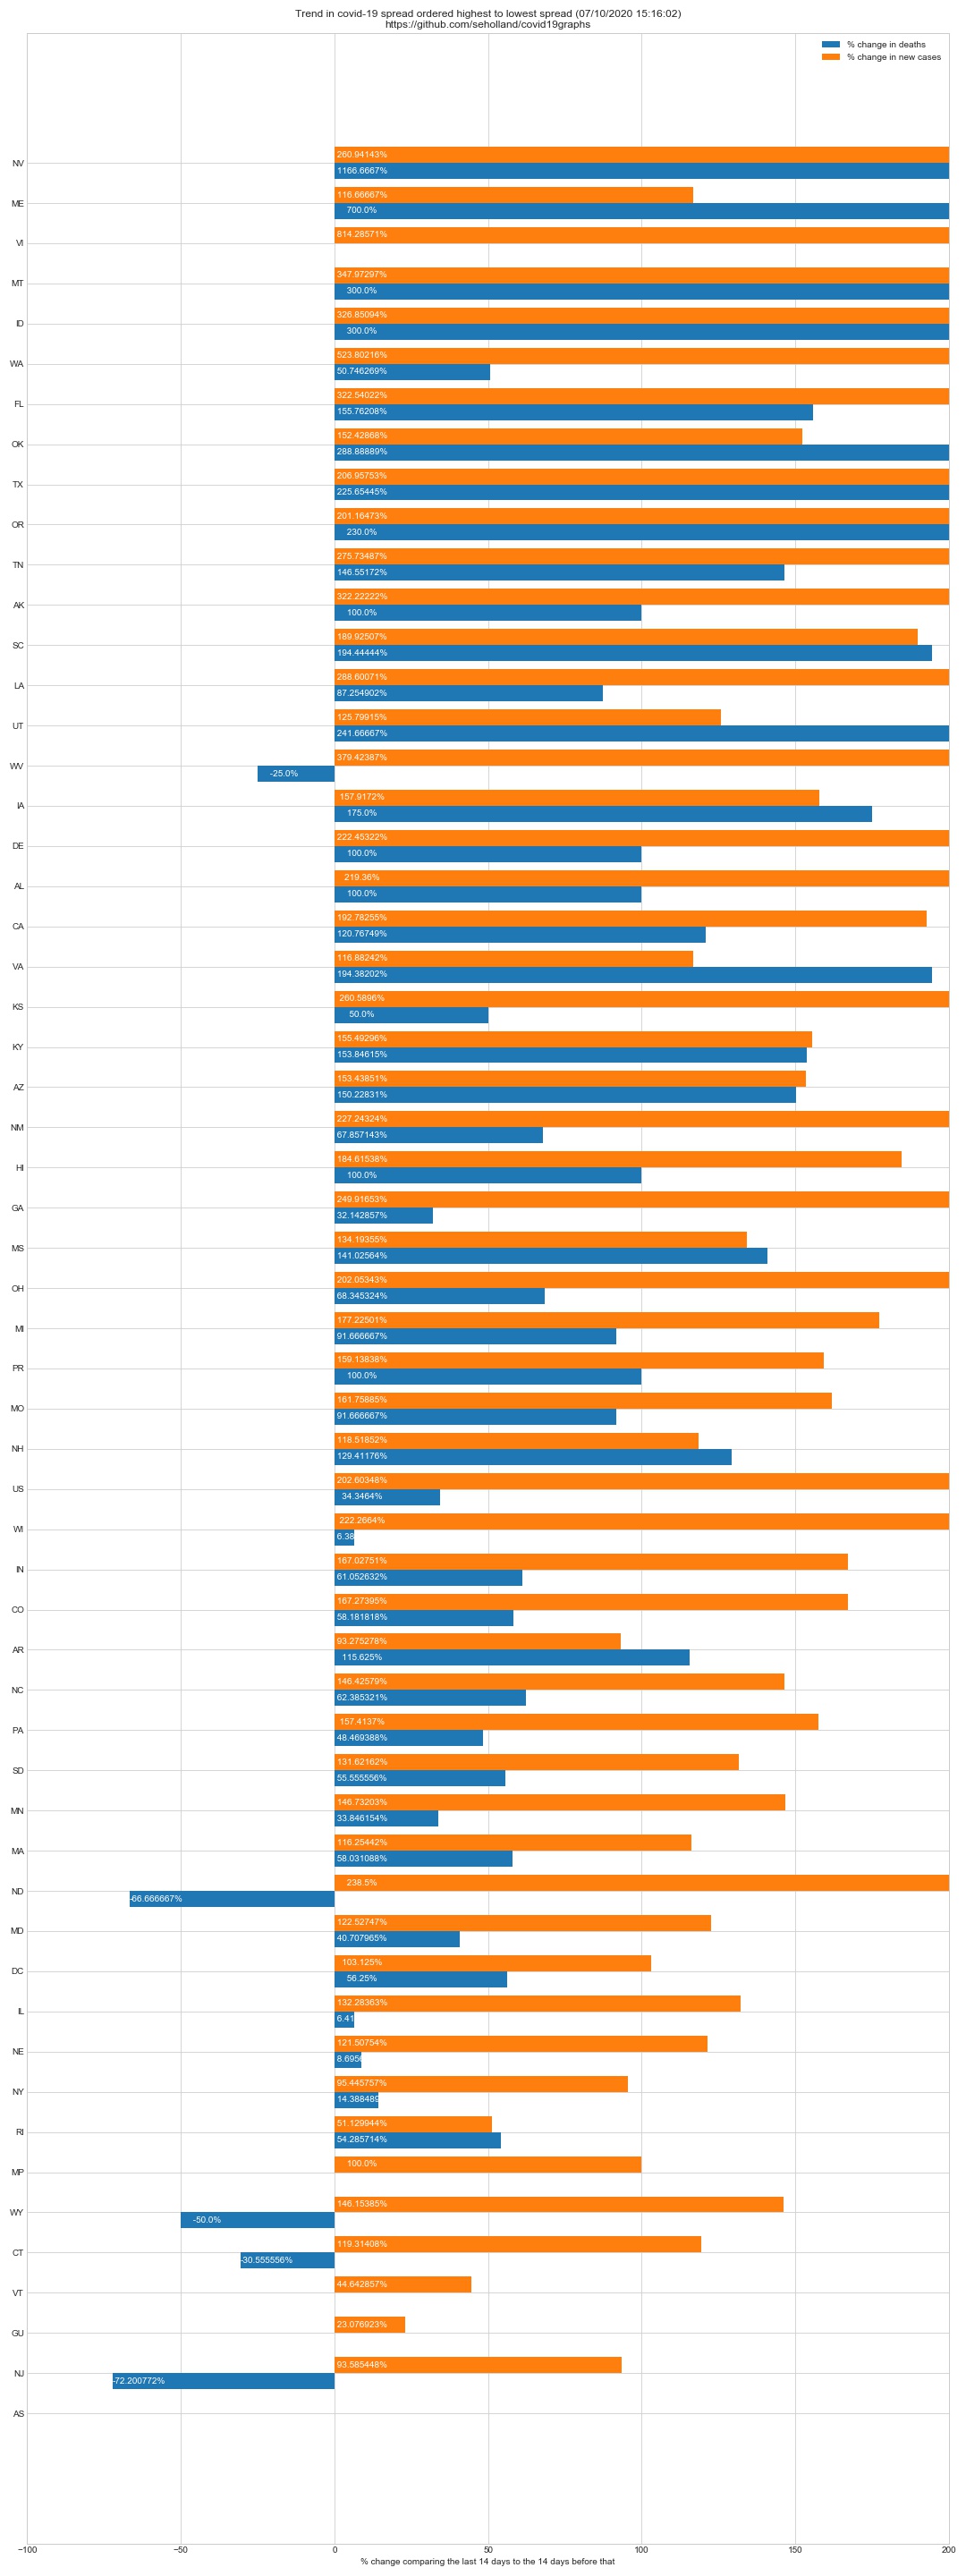 Trend in covid-19 spread ordered highest to lowest spread (07/10/2020 15:16:02)
https://github.com/seholland/covid19graphs
% change in deaths
% change in new cases
260.94143%
NV
1166.6667%
116.66667%
ME
700.0%
814.28571%
VI
347.97297%
MT
300.0%
326.85094%
ID
300.0%
523.80216%
WA
50.746269%
322.54022%
FL
155.76208%
152.42868%
OK
288.88889%
206.95753%
TX
225.65445%
201.16473%
OR
230.0%
275.73487%
TN
146.55172%
322.22222%
AK
100.0%
189.92507%
SC
194.44444%
288.60071%
LA
87.254902%
125.79915%
UT
241.66667%
379.42387%
WV
-25.0%
157.9172%
IA
175.0%
222.45322%
DE
100.0%
219.36%
AL
100.0%
192.78255%
CA
120.76749%
116.88242%
VA
194.38202%
260.5896%
KS
50.0%
155.49296%
KY
153.84615%
153.43851%
AZ
150.22831%
227.24324%
NM
67.857143%
184.61538%
HI
100.0%
249.91653%
GA
32.142857%
134.19355%
MS
141.02564%
202.05343%
OH
68.345324%
177.22501%
MI
91.666667%
159.13838%
PR
100.0%
161.75885%
MO
91.666667%
118.51852%
NH
129.41176%
202.60348%
US
34.3464%
222.2664%
WI
6.38
167.02751%
IN
61.052632%
167.27395%
CO
58.181818%
93.275278%
AR
115.625%
146.42579%
NC
62.385321%
157.4137%
PA
48.469388%
131.62162%
SD
55.555556%
146.73203%
MN
33.846154%
116.25442%
MA
58.031088%
238.5%
ND
-66.666667%
122.52747%
MD
40.707965%
103.125%
DC
56.25%
132.28363%
IL
6.41
121.50754%
NE
8.695
95.445757%
NY
14.388489
51.129944%
RI
54.285714%
100.0%
MP
146.15385%
WY
-50.0%
119.31408%
CT
-30.555556%
44.642857%
VT
23.076923%
GU
93.585448%
NJ
-72.200772%
AS
−100 −50 0 50 100 150 200
% change comparing the last 14 days to the 14 days before that